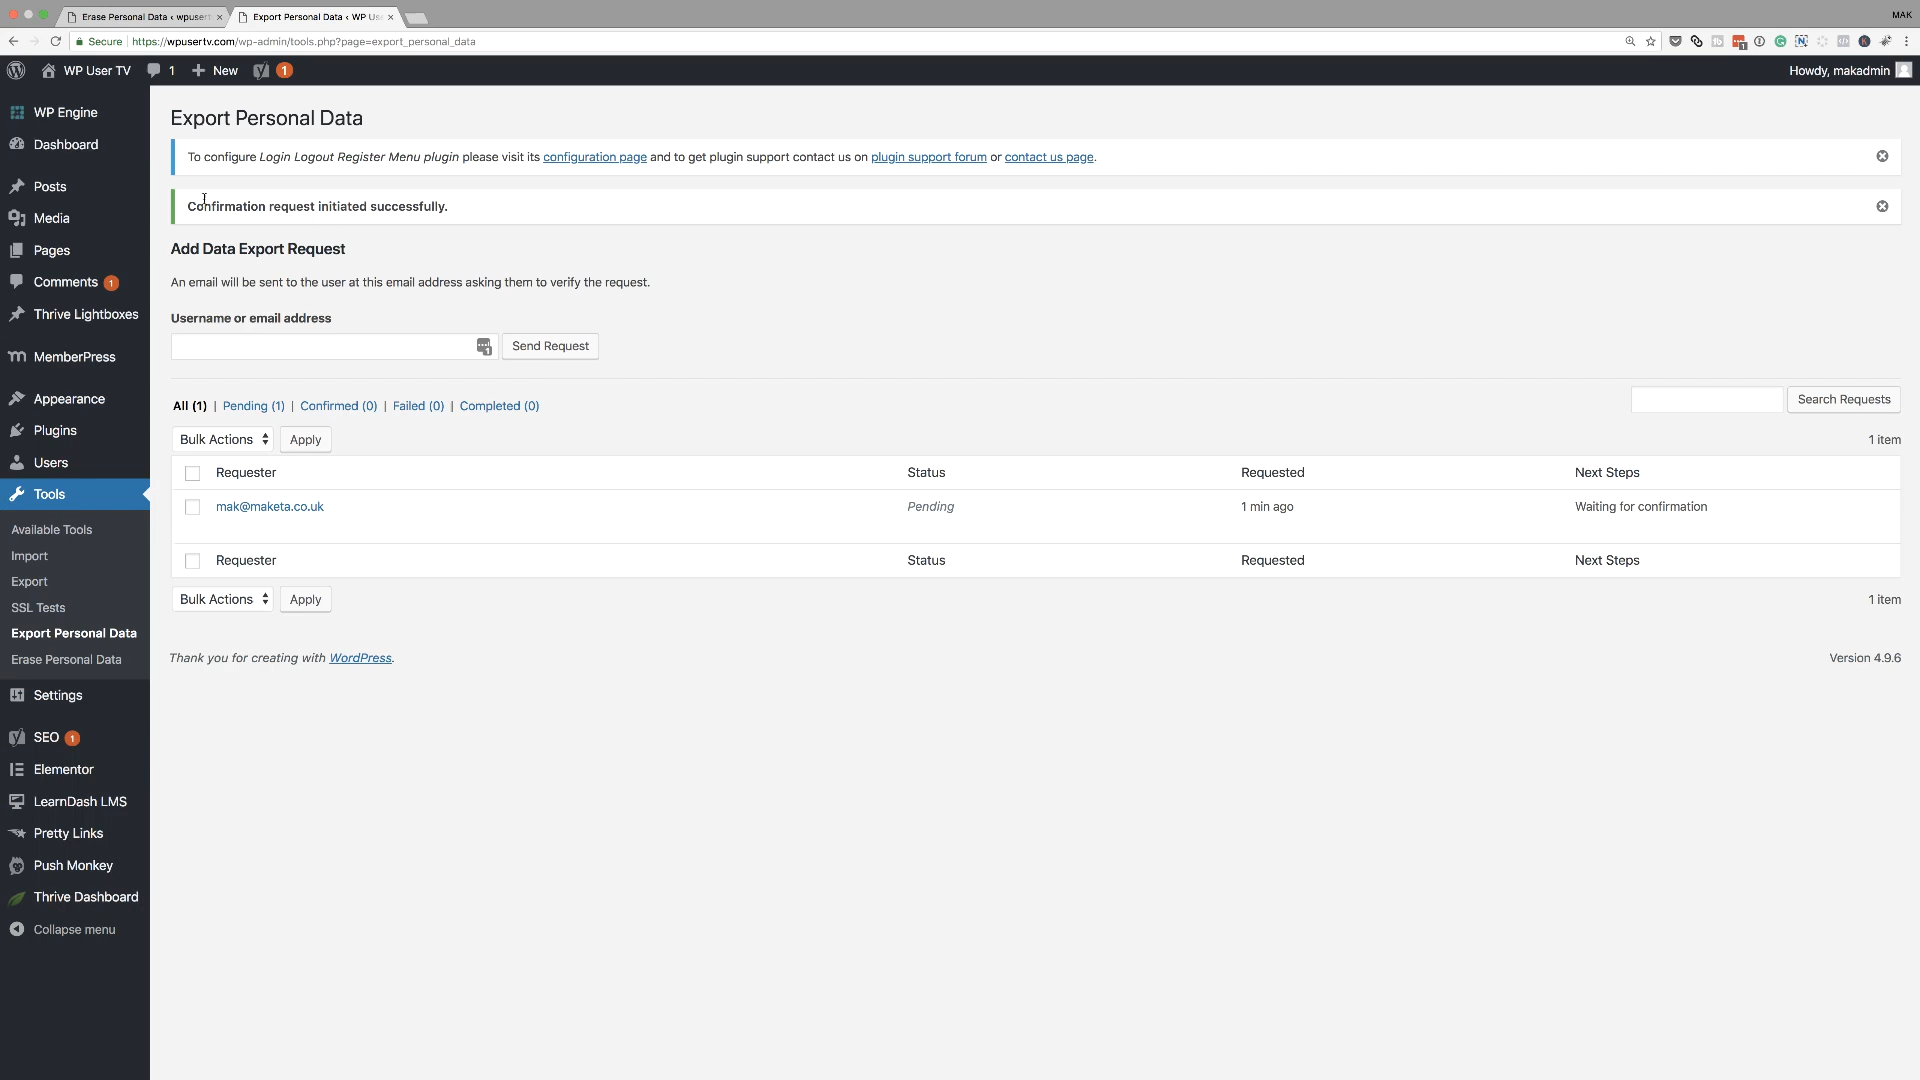 MAK
Erase Personal Data ‹ wpuser
Export Personal Data ‹ WP Us
Secure https://wpusertv.com/wp-admin/tools.php?page=export_personal_data
WP User TV 1 New 1 Howdy, makadmin
WP Engine
Dashboard
Posts
Media
Pages
Comments 1
Thrive Lightboxes
MemberPress
Appearance
Plugins
Users
Tools
Available Tools
Import
Export
SSL Tests
Export Personal Data
Erase Personal Data
Settings
SEO 1
Elementor
LearnDash LMS
Pretty Links
Push Monkey
Thrive Dashboard
Collapse menu
Export Personal Data
To configure Login Logout Register Menu plugin please visit its configuration page and to get plugin support contact us on plugin support forum or contact us page.
Confirmation request initiated successfully.
Add Data Export Request
An email will be sent to the user at this email address asking them to verify the request.
Username or email address
Send Request
All (1) | Pending (1) | Confirmed (0) | Failed (0) | Completed (0)
Search Requests
Bulk Actions Apply 1 item
Requester Status Requested Next Steps
mak@maketa.co.uk Pending 1 min ago Waiting for confirmation
Requester Status Requested Next Steps
Bulk Actions Apply 1 item
Thank you for creating with WordPress. Version 4.9.6